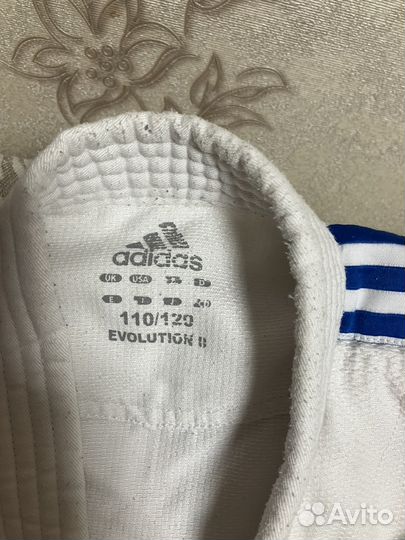 adidas
UK USA F D
E I J
110/120
EVOLUTION II
Avito